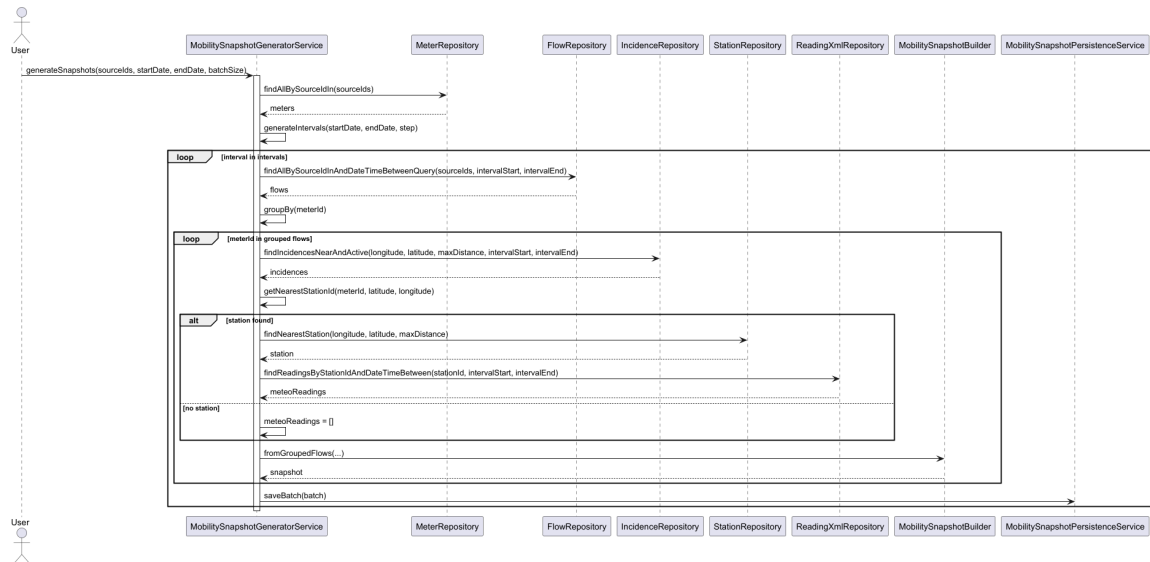 User
MobilitySnapshotGeneratorService
MeterRepository
FlowRepository
IncidenceRepository
StationRepository
ReadingXmlRepository
MobilitySnapshotBuilder
MobilitySnapshotPersistenceService
generateSnapshots(sourceIds, startDate, endDate, batchSize)
findAllBySourceIdIn(sourceIds)
meters
generateIntervals(startDate, endDate, step)
loop [interval in intervals]
findAllBySourceIdInAndDateTimeBetweenQuery(sourceIds, intervalStart, intervalEnd)
flows
groupBy(meterId)
loop [meterId in grouped flows]
findIncidencesNearAndActive(longitude, latitude, maxDistance, intervalStart, intervalEnd)
incidences
getNearestStationId(meterId, latitude, longitude)
alt [station found]
findNearestStation(longitude, latitude, maxDistance)
station
findReadingsByStationIdAndDateTimeBetween(stationId, intervalStart, intervalEnd)
meteoReadings
[no station]
meteoReadings = []
fromGroupedFlows(...)
snapshot
saveBatch(batch)
User
MobilitySnapshotGeneratorService
MeterRepository
FlowRepository
IncidenceRepository
StationRepository
ReadingXmlRepository
MobilitySnapshotBuilder
MobilitySnapshotPersistenceService